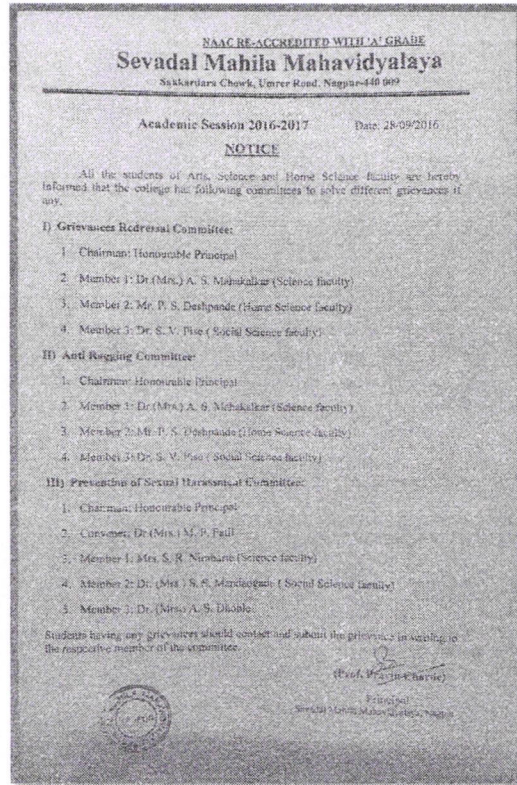 NAAC RE-ACCREDITED WITH 'A' GRADE
Sevadal Mahila Mahavidyalaya
Sakkardara Chowk, Umrer Road, Nagpur-440 009
Academic Session 2016-2017 Date: 28/09/2016
NOTICE
All the students of Arts, Science and Home Science faculty are hereby
informed that the college has following committees to solve different grievances if
any.
I) Grievances Redressal Committee:
1. Chairman: Honourable Principal
2. Member 1: Dr.(Mrs.) A. S. Mahakalkar (Science faculty)
3. Member 2: Mr. P. S. Deshpande (Home Science faculty)
4. Member 3: Dr. S. V. Pise ( Social Science faculty)
II) Anti Ragging Committee:
1. Chairman: Honourable Principal
2. Member 1: Dr.(Mrs.) A. S. Mahakalkar (Science faculty)
3. Member 2: Mr. P. S. Deshpande (Home Science faculty)
4. Member 3: Dr. S. V. Pise ( Social Science faculty)
III) Prevention of Sexual Committee:
1. Chairman: Honourable Principal
2. Convener: Dr.(Mrs.) M. P.
3. Member 1: Mrs. S. R. (Science faculty)
4. Member 2: Dr. (Mrs.) S. S. ( Social Science faculty)
5. Member 3: Dr. (Mrs.) A. S.
Students having any grievances should contact and submit the grievance in writing to
the respective member of the committee.
(Prof. Pravin Charde)
Principal
Sevadal Mahila Mahavidyalaya, Nagpur